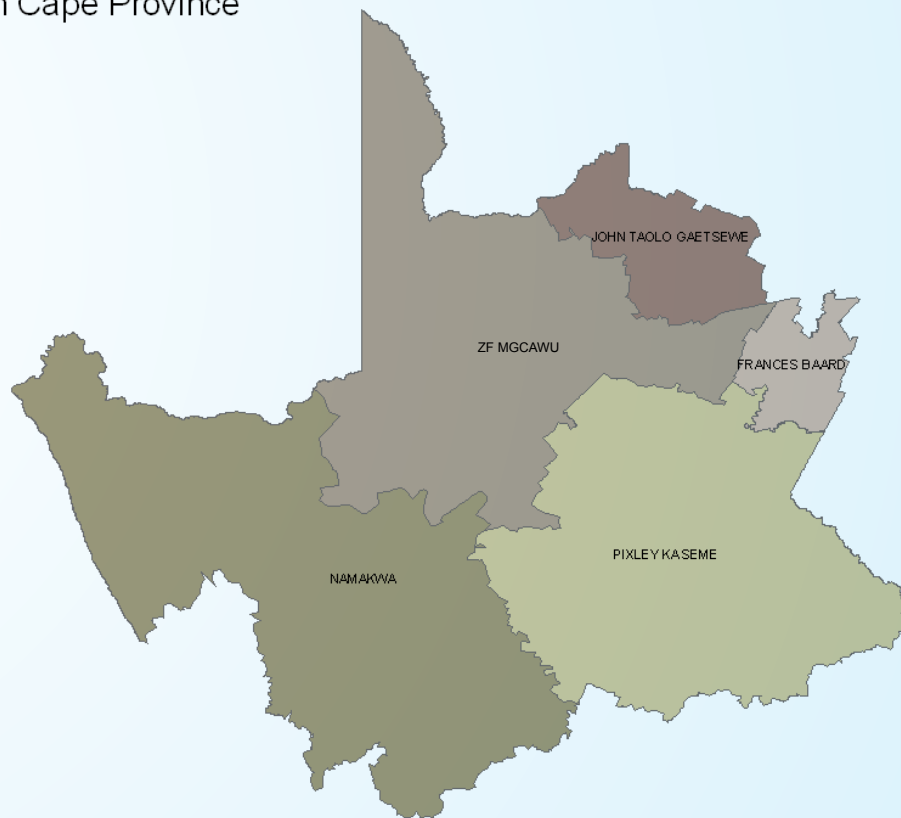 Cape Province
JOHN TAOLO GAETSEWE
ZF MGCAWU
FRANCES BAARD
PIXLEY KASEME
NAMAKWA